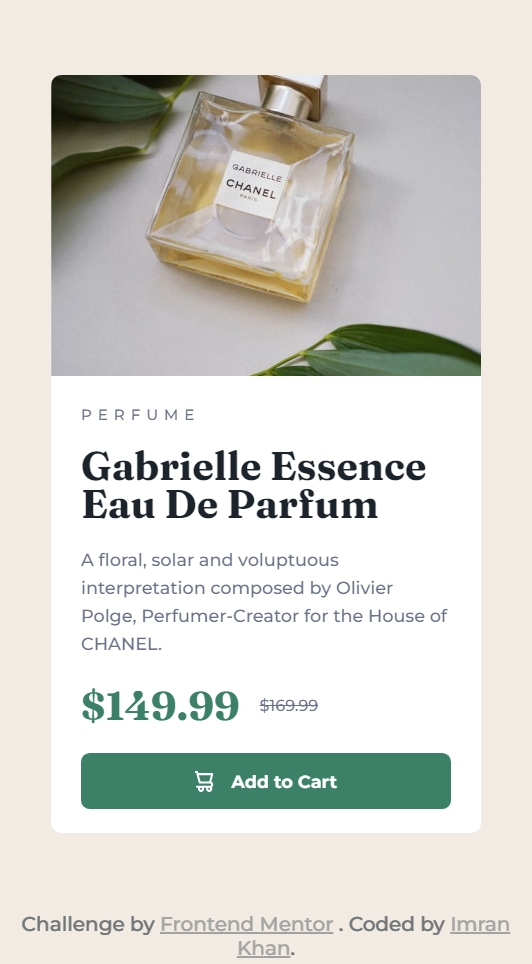 GABRIELLE
CHANEL
PARIS
PERFUME
Gabrielle Essence
Eau De Parfum
A floral, solar and voluptuous
interpretation composed by Olivier
Polge, Perfumer-Creator for the House of
CHANEL.
$149.99 $169.99
Add to Cart
Challenge by Frontend Mentor . Coded by Imran
Khan.